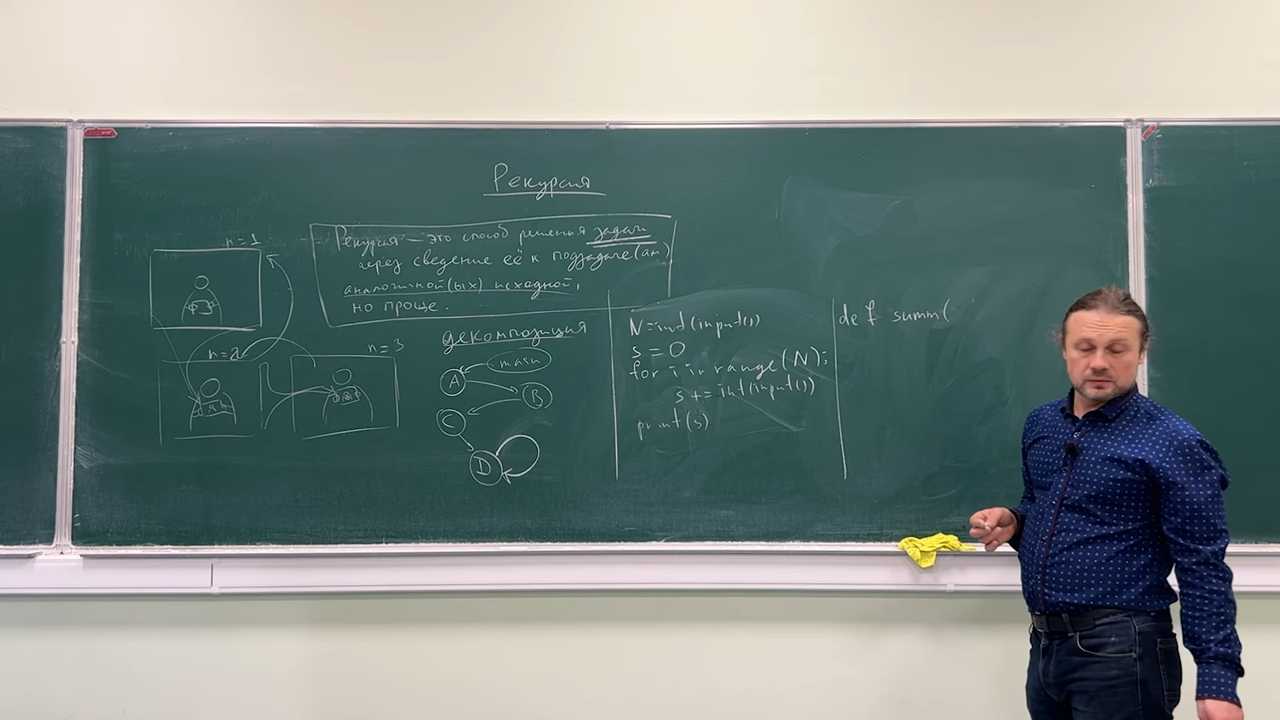 Рекурсия
Рекурсия — это способ решения задачи
через сведение её к подзадаче(ам)
аналогичной(ых) исходной,
но проще.
n=1
n=2
n=3
декомпозиция
main
A
B
C
D
N=int(input())
s=0
for i in range(N):
s+=int(input())
print(s)
def summ(